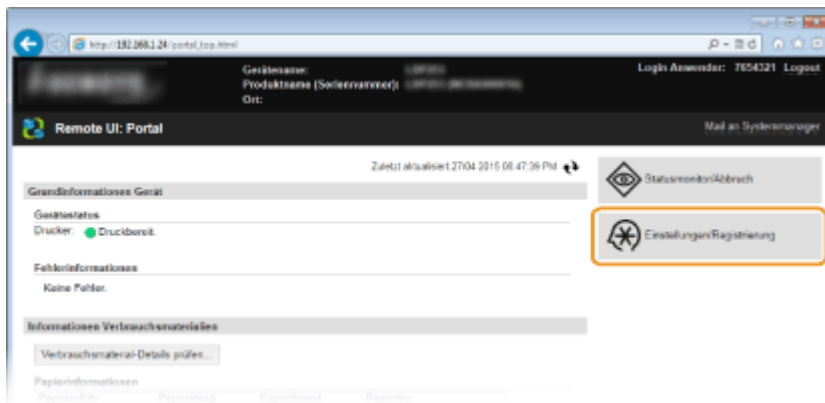 http://192.168.1.24/portal_top.html
Gerätename:
Produktname (Seriennummer):
Ort:
Login Anwender: 7654321 Logout
Remote UI: Portal
Mail an Systemmanager
Zuletzt aktualisiert:27/04 2015 08:47:39 PM
Grundinformationen Gerät
Gerätestatus
Drucker: Druckbereit.
Fehlerinformationen
Keine Fehler.
Informationen Verbrauchsmaterialien
Verbrauchsmaterial-Details prüfen...
Papierinformationen
Statusmonitor/Abbruch
Einstellungen/Registrierung